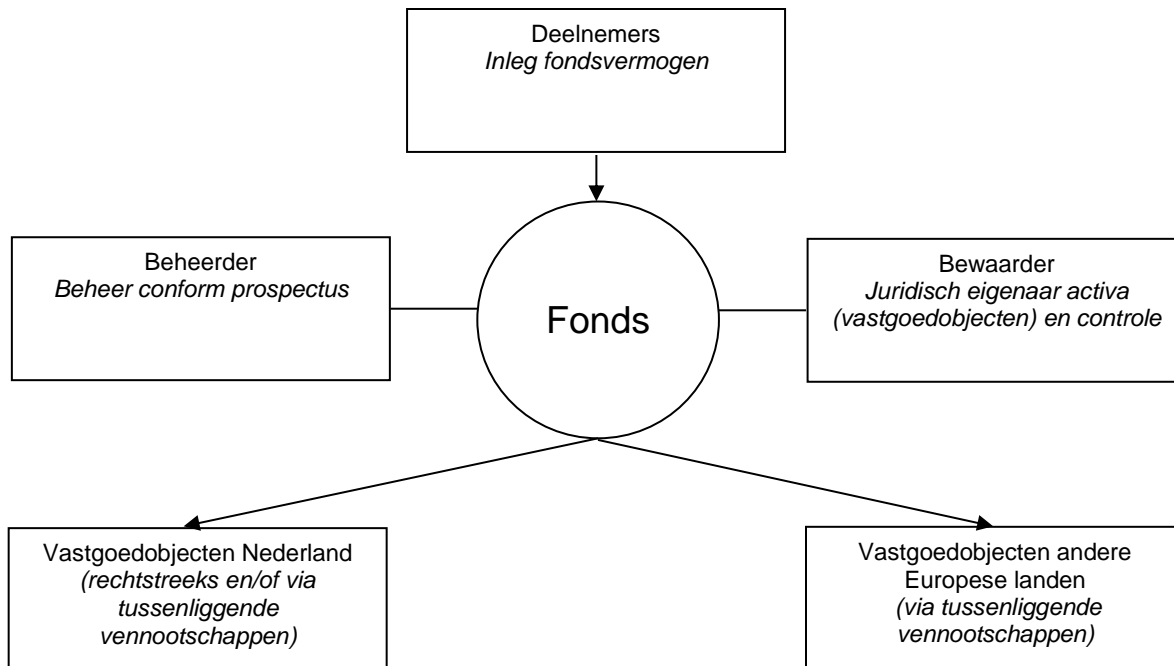 Deelnemers
Inleg fondsvermogen
Beheerder
Beheer conform prospectus
Fonds
Bewaarder
Juridisch eigenaar activa
(vastgoedobjecten) en controle
Vastgoedobjecten Nederland
(rechtstreeks en/of via
tussenliggende
vennootschappen)
Vastgoedobjecten andere
Europese landen
(via tussenliggende
vennootschappen)